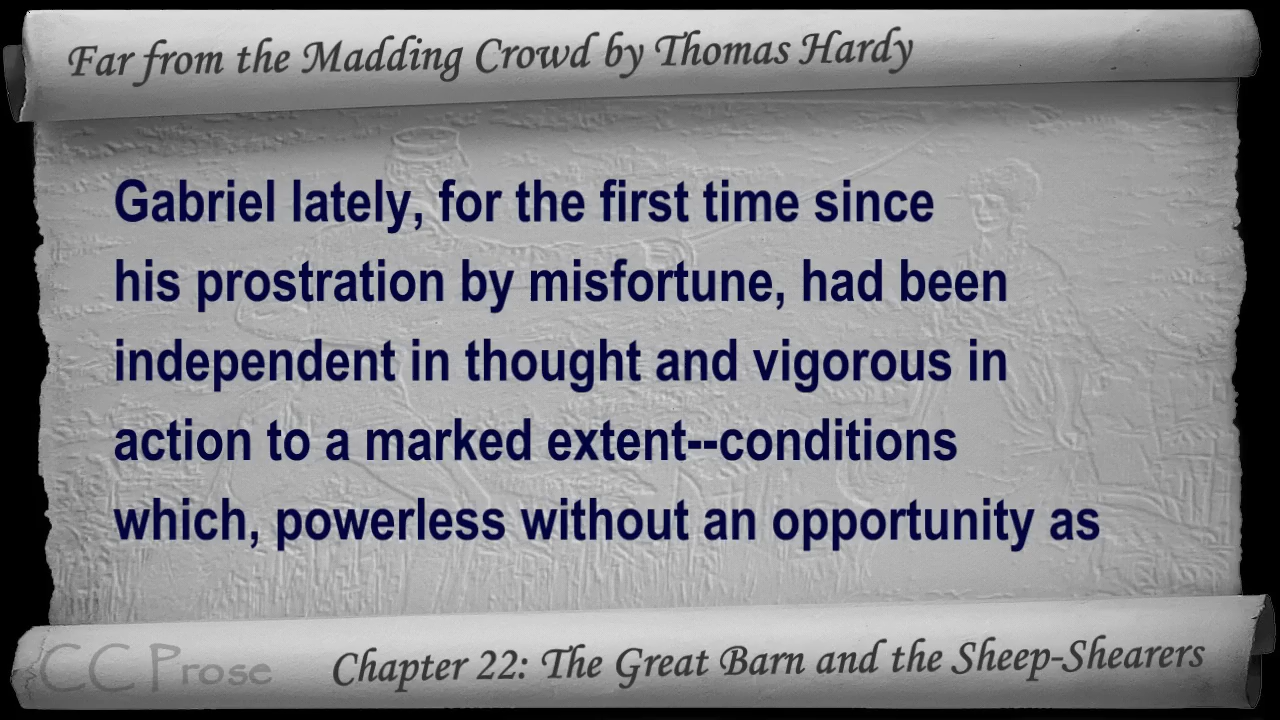 Far from the Madding Crowd by Thomas Hardy
Gabriel lately, for the first time since
his prostration by misfortune, had been
independent in thought and vigorous in
action to a marked extent--conditions
which, powerless without an opportunity as
CC Prose
Chapter 22: The Great Barn and the Sheep-Shearers